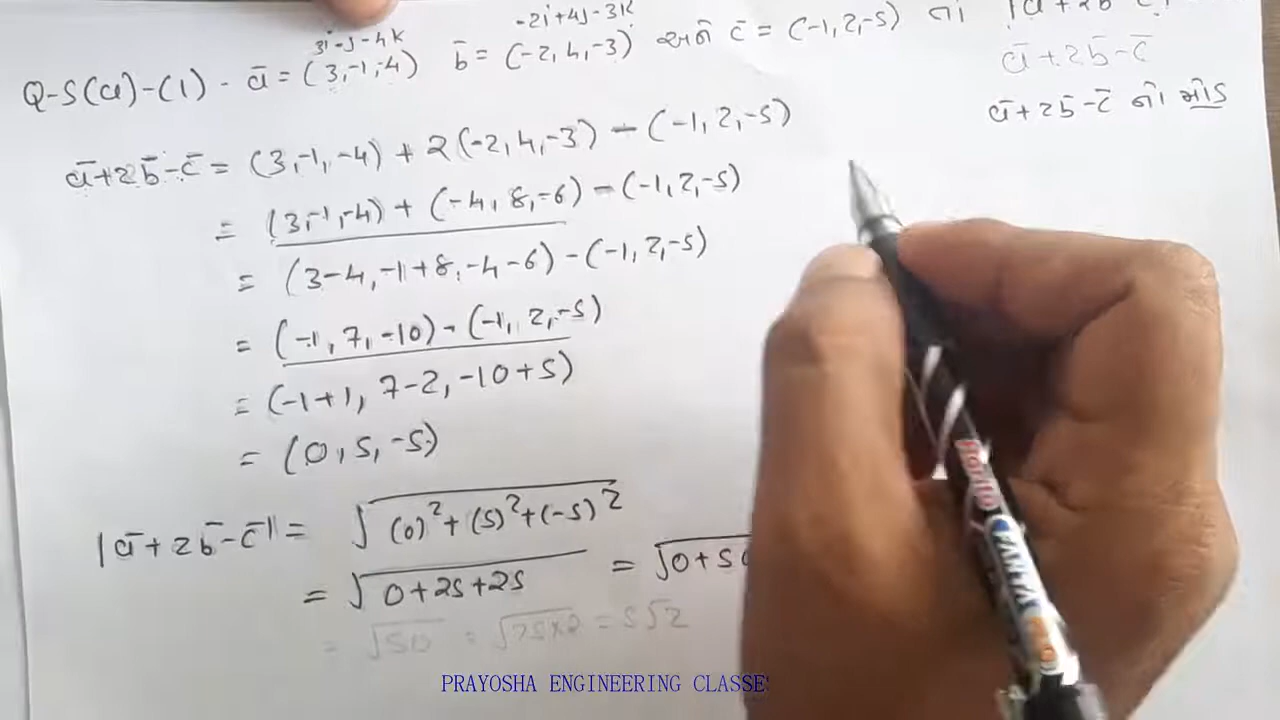 3i-j-4k -2i+4j-3k
Q-5(a)-(1) - ā = (3,-1,-4) b̄ = (-2,4,-3) અને c̄ = (-1,2,-5) તો |ā+2b̄-c̄|
ā+2b̄-c̄
ā+2b̄-c̄ નો માનાંક
ā+2b̄-c̄ = (3,-1,-4) + 2(-2,4,-3) - (-1,2,-5)
= (3,-1,-4) + (-4,8,-6) - (-1,2,-5)
= (3-4,-1+8,-4-6) - (-1,2,-5)
= (-1,7,-10) - (-1,2,-5)
= (-1+1, 7-2, -10+5)
= (0,5,-5)
|ā+2b̄-c̄| = √(0)²+(5)²+(-5)²
= √0+25+25 = √0+50
= √50 = √25×2 = 5√2
PRAYOSHA ENGINEERING CLASSE